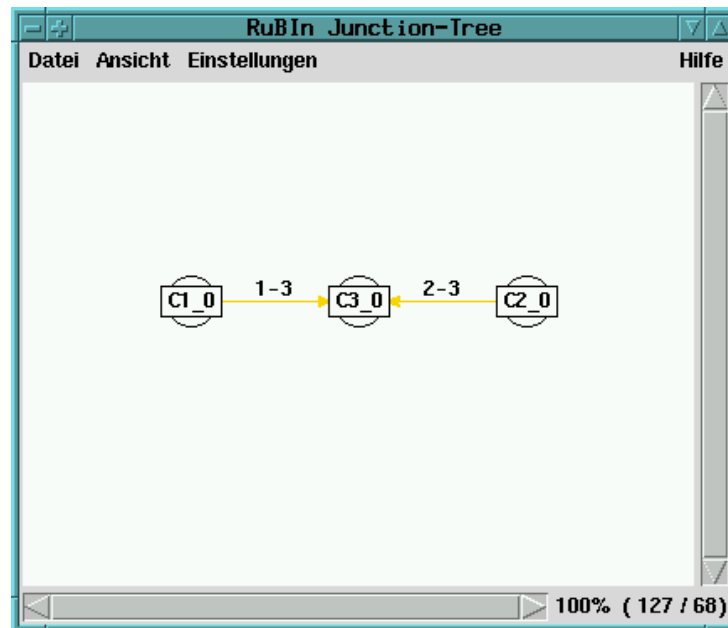 RuBIn Junction-Tree
Datei Ansicht Einstellungen Hilfe
1-3 2-3
C1_0 C3_0 C2_0
100% ( 127 / 68)